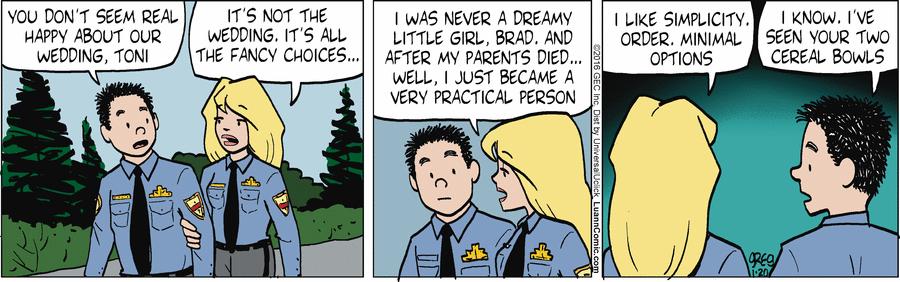 YOU DON'T SEEM REAL
HAPPY ABOUT OUR
WEDDING, TONI
IT'S NOT THE
WEDDING. IT'S ALL
THE FANCY CHOICES...
I WAS NEVER A DREAMY
LITTLE GIRL, BRAD. AND
AFTER MY PARENTS DIED...
WELL, I JUST BECAME A
VERY PRACTICAL PERSON
©2016 GEC Inc. Dist by Universal Uclick LuannComic.com
I LIKE SIMPLICITY.
ORDER. MINIMAL
OPTIONS
I KNOW. I'VE
SEEN YOUR TWO
CEREAL BOWLS
GREG
1.20